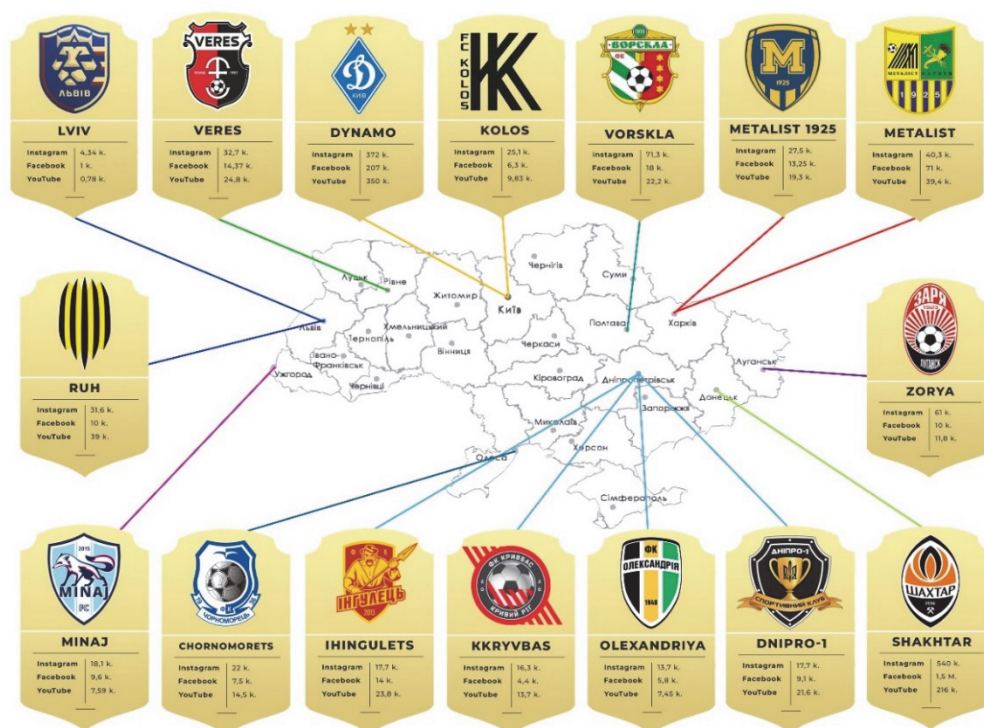 ЛЬВІВ
LVIV
Instagram 4,34 k.
Facebook 1 k.
YouTube 0,78 k.
VERES
VERES
Instagram 32,7 k.
Facebook 14,37 k.
YouTube 24,8 k.
КИЇВ
DYNAMO
Instagram 372 k.
Facebook 207 k.
YouTube 350 k.
FC KOLOS
KOLOS
Instagram 25,1 k.
Facebook 6,3 k.
YouTube 9,83 k.
ВОРСКЛА
ФК
VORSKLA
Instagram 71,3 k.
Facebook 18 k.
YouTube 22,2 k.
M
1925
METALIST 1925
Instagram 27,5 k.
Facebook 13,25 k.
YouTube 19,3 k.
МЕТАЛІСТ
1925
METALIST
Instagram 40,3 k.
Facebook 71 k.
YouTube 39,4 k.
Луцьк
Рівне
Житомир
Київ
Чернігів
Суми
Львів
Тернопіль
Хмельницький
Вінниця
Черкаси
Полтава
Харків
Ужгород
Івано-
Франківськ
Чернівці
Кіровоград
Дніпропетровськ
Луганськ
Донецьк
Запоріжжя
Миколаїв
Херсон
Одеса
Сімферополь
RUH
Instagram 31,6 k.
Facebook 10 k.
YouTube 39 k.
ЗАРЯ
1923
ZORYA
Instagram 61 k.
Facebook 10 k.
YouTube 11,8 k.
2015
MINAJ
FC
MINAJ
Instagram 18,1 k.
Facebook 9,6 k.
YouTube 7,59 k.
ЧОРНОМОРЕЦЬ
CHORNOMORETS
Instagram 22 k.
Facebook 7,5 k.
YouTube 14,5 k.
ІНГУЛЕЦЬ
2013
IHINGULETS
Instagram 17,7 k.
Facebook 14 k.
YouTube 23,8 k.
ФК КРИВБАС
КРИВИЙ РІГ
KKRYVBAS
Instagram 16,3 k.
Facebook 4,4 k.
YouTube 13,7 k.
ФК
ОЛЕКСАНДРІЯ
1948
OLEXANDRIYA
Instagram 13,7 k.
Facebook 5,8 k.
YouTube 7,45 k.
ДНІПРО-1
СПОРТИВНИЙ КЛУБ
DNIPRO-1
Instagram 17,7 k.
Facebook 9,1 k.
YouTube 21,6 k.
ШАХТАР
1936
SHAKHTAR
Instagram 540 k.
Facebook 1,5 M.
YouTube 216 k.